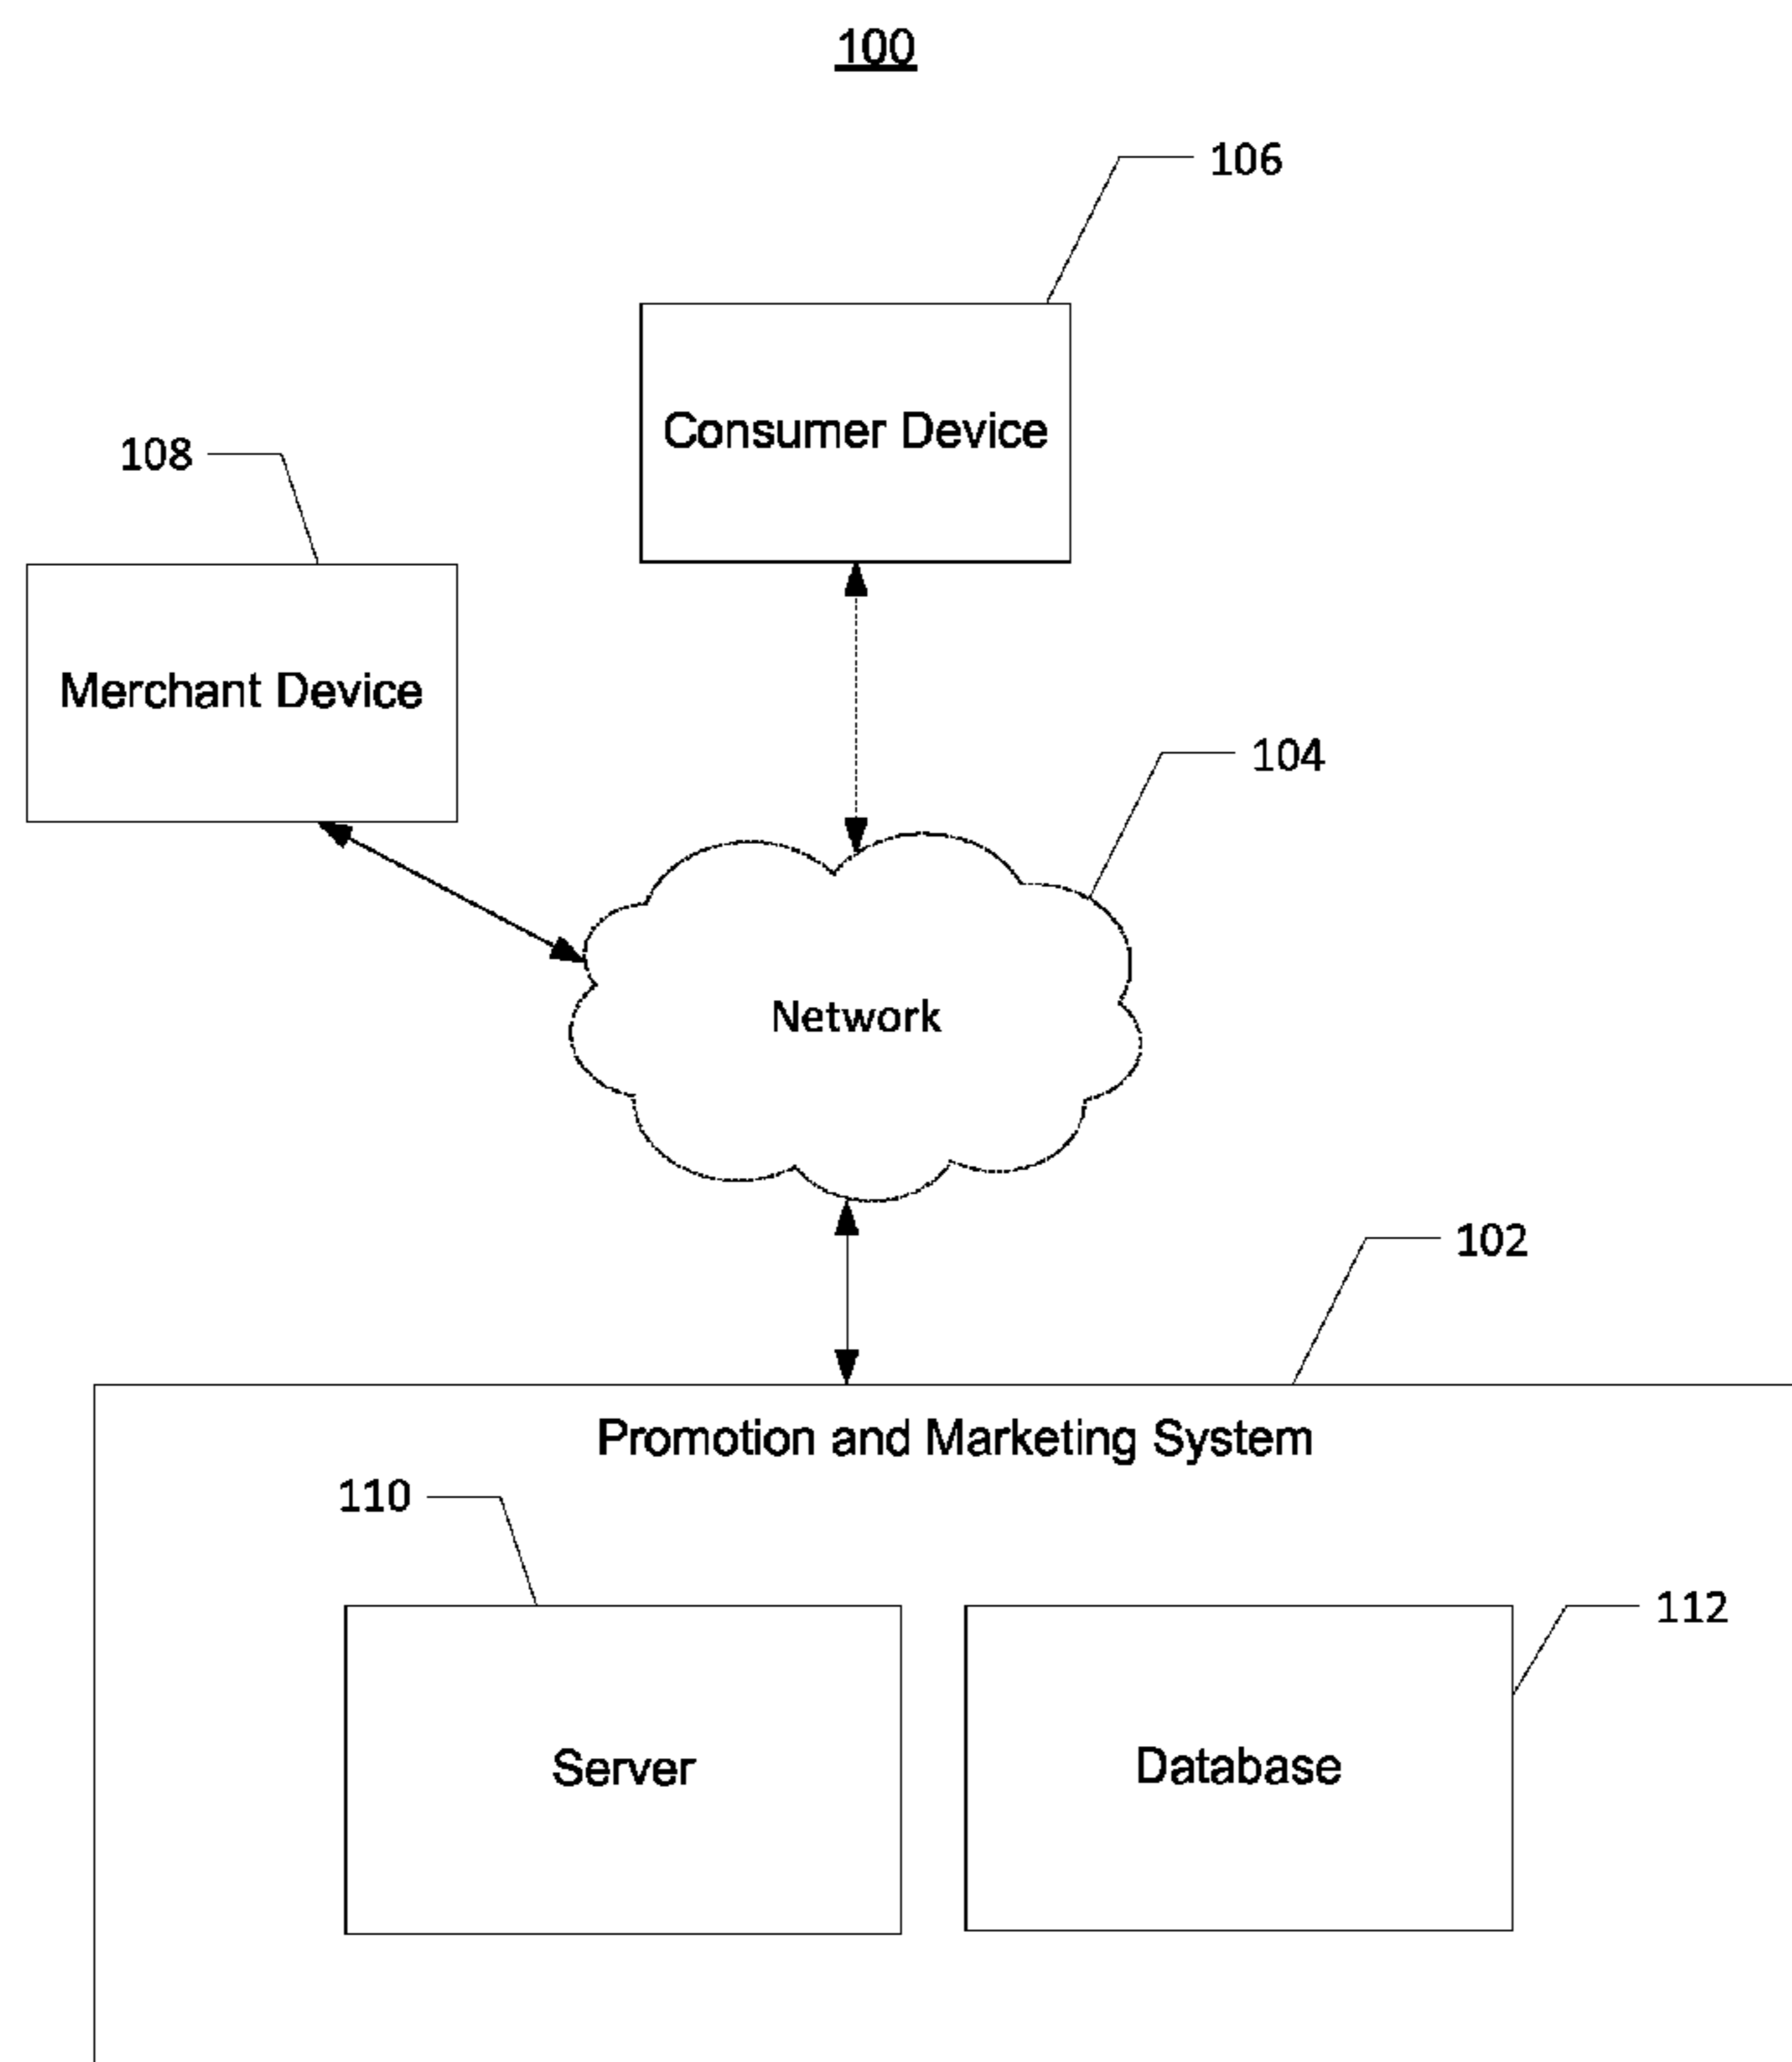 100
106
Consumer Device
108
Merchant Device
104
Network
102
Promotion and Marketing System
110
112
Server
Database